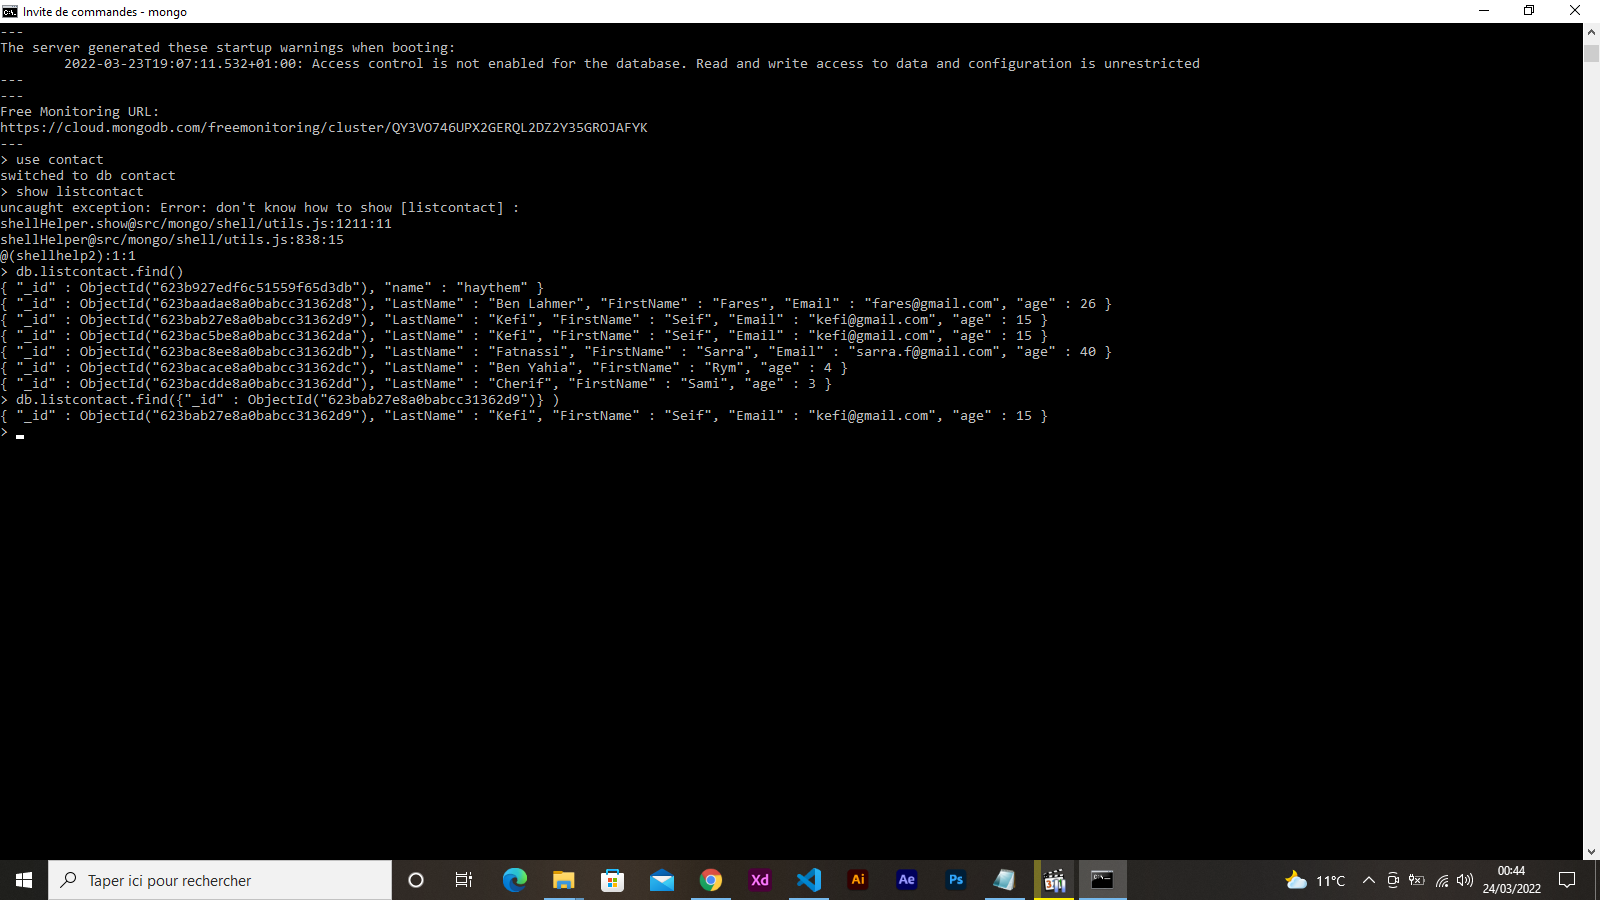 Invite de commandes - mongo
---
The server generated these startup warnings when booting:
        2022-03-23T19:07:11.532+01:00: Access control is not enabled for the database. Read and write access to data and configuration is unrestricted
---
---
Free Monitoring URL:
https://cloud.mongodb.com/freemonitoring/cluster/QY3VO746UPX2GERQL2DZ2Y35GROJAFYK
---
> use contact
switched to db contact
> show listcontact
uncaught exception: Error: don't know how to show [listcontact] :
shellHelper.show@src/mongo/shell/utils.js:1211:11
shellHelper@src/mongo/shell/utils.js:838:15
@(shellhelp2):1:1
> db.listcontact.find()
{ "_id" : ObjectId("623b927edf6c51559f65d3db"), "name" : "haythem" }
{ "_id" : ObjectId("623baadae8a0babcc31362d8"), "LastName" : "Ben Lahmer", "FirstName" : "Fares", "Email" : "fares@gmail.com", "age" : 26 }
{ "_id" : ObjectId("623bab27e8a0babcc31362d9"), "LastName" : "Kefi", "FirstName" : "Seif", "Email" : "kefi@gmail.com", "age" : 15 }
{ "_id" : ObjectId("623bac5be8a0babcc31362da"), "LastName" : "Kefi", "FirstName" : "Seif", "Email" : "kefi@gmail.com", "age" : 15 }
{ "_id" : ObjectId("623bac8ee8a0babcc31362db"), "LastName" : "Fatnassi", "FirstName" : "Sarra", "Email" : "sarra.f@gmail.com", "age" : 40 }
{ "_id" : ObjectId("623bacace8a0babcc31362dc"), "LastName" : "Ben Yahia", "FirstName" : "Rym", "age" : 4 }
{ "_id" : ObjectId("623bacdde8a0babcc31362dd"), "LastName" : "Cherif", "FirstName" : "Sami", "age" : 3 }
> db.listcontact.find({"_id" : ObjectId("623bab27e8a0babcc31362d9")} )
{ "_id" : ObjectId("623bab27e8a0babcc31362d9"), "LastName" : "Kefi", "FirstName" : "Seif", "Email" : "kefi@gmail.com", "age" : 15 }
>
Taper ici pour rechercher
Xd
Ai
Ae
Ps
11°C
00:44
24/03/2022